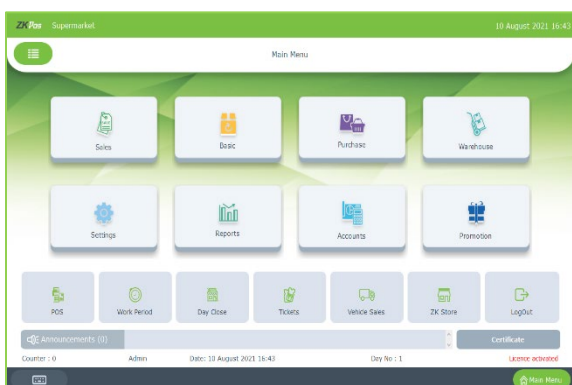 ZKPos Supermarket 10 August 2021 16:43
Main Menu
Sales Basic Purchase Warehouse
Settings Reports Accounts Promotion
POS Work Period Day Close Tickets Vehicle Sales ZK Store LogOut
Announcements (0) Certificate
Counter : 0 Admin Date: 10 August 2021 16:43 Day No : 1 Licence activated
Main Menu